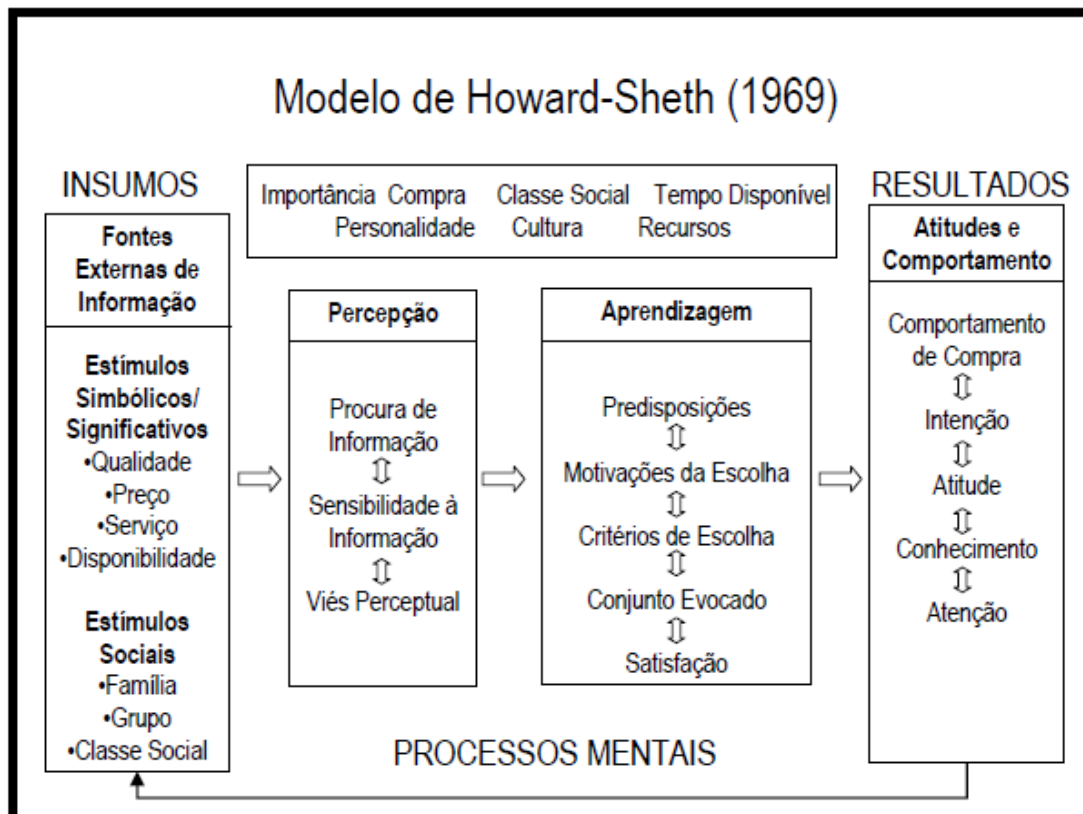 Modelo de Howard-Sheth (1969)
INSUMOS
Fontes
Externas de
Informação
Estímulos
Simbólicos/
Significativos
•Qualidade
•Preço
•Serviço
•Disponibilidade
Estímulos
Sociais
•Família
•Grupo
•Classe Social
Importância Compra Classe Social Tempo Disponível
Personalidade Cultura Recursos
Percepção
Procura de
Informação
Sensibilidade à
Informação
Viés Perceptual
Aprendizagem
Predisposições
Motivações da Escolha
Critérios de Escolha
Conjunto Evocado
Satisfação
PROCESSOS MENTAIS
RESULTADOS
Atitudes e
Comportamento
Comportamento
de Compra
Intenção
Atitude
Conhecimento
Atenção